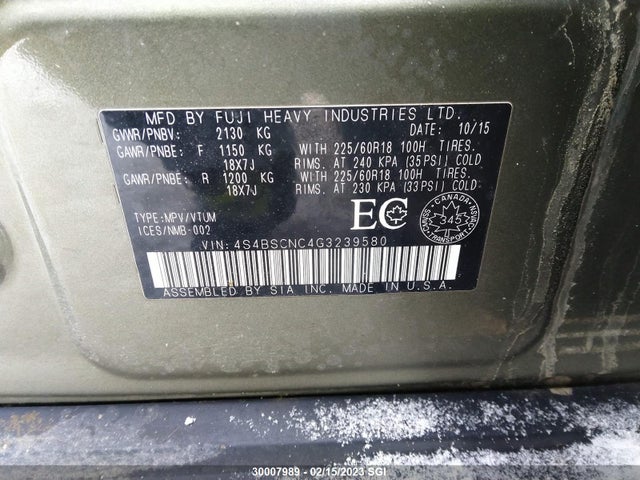 MFD BY FUJI HEAVY INDUSTRIES LTD.
GVWR/PNBV: 2130 KG DATE: 10/15
GAWR/PNBE: F 1150 KG WITH 225/60R18 100H TIRES.
18X7J RIMS. AT 240 KPA (35PSI) COLD
GAWR/PNBE: R 1200 KG WITH 225/60R18 100H TIRES.
18X7J RIMS. AT 230 KPA (33PSI) COLD
TYPE:MPV/VTUM
ICES/NMB-002
EC
CANADA
345
TRANSPORT
VIN: 4S4BSCNC4G3239580
ASSEMBLED BY SIA INC. MADE IN U.S.A.
30007989 - 02/15/2023 SGI